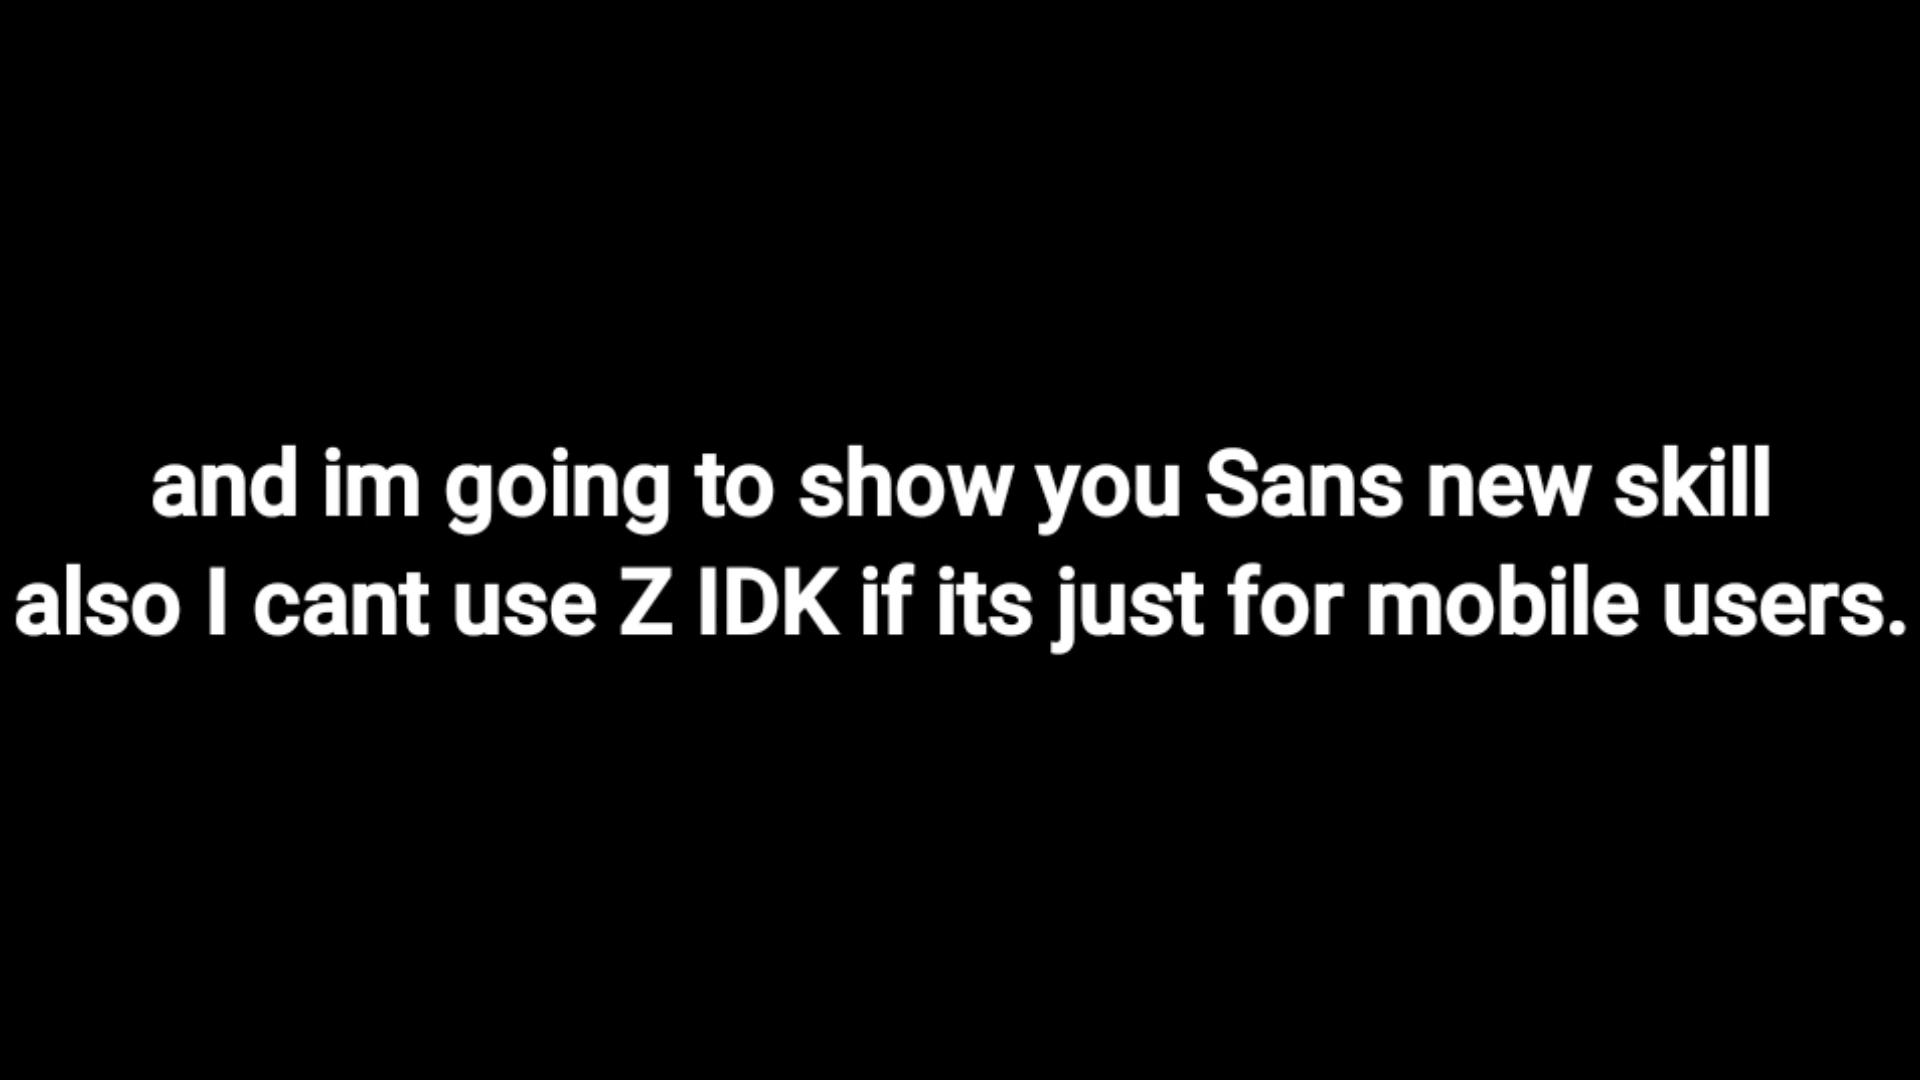 and im going to show you Sans new skill
also I cant use Z IDK if its just for mobile users.